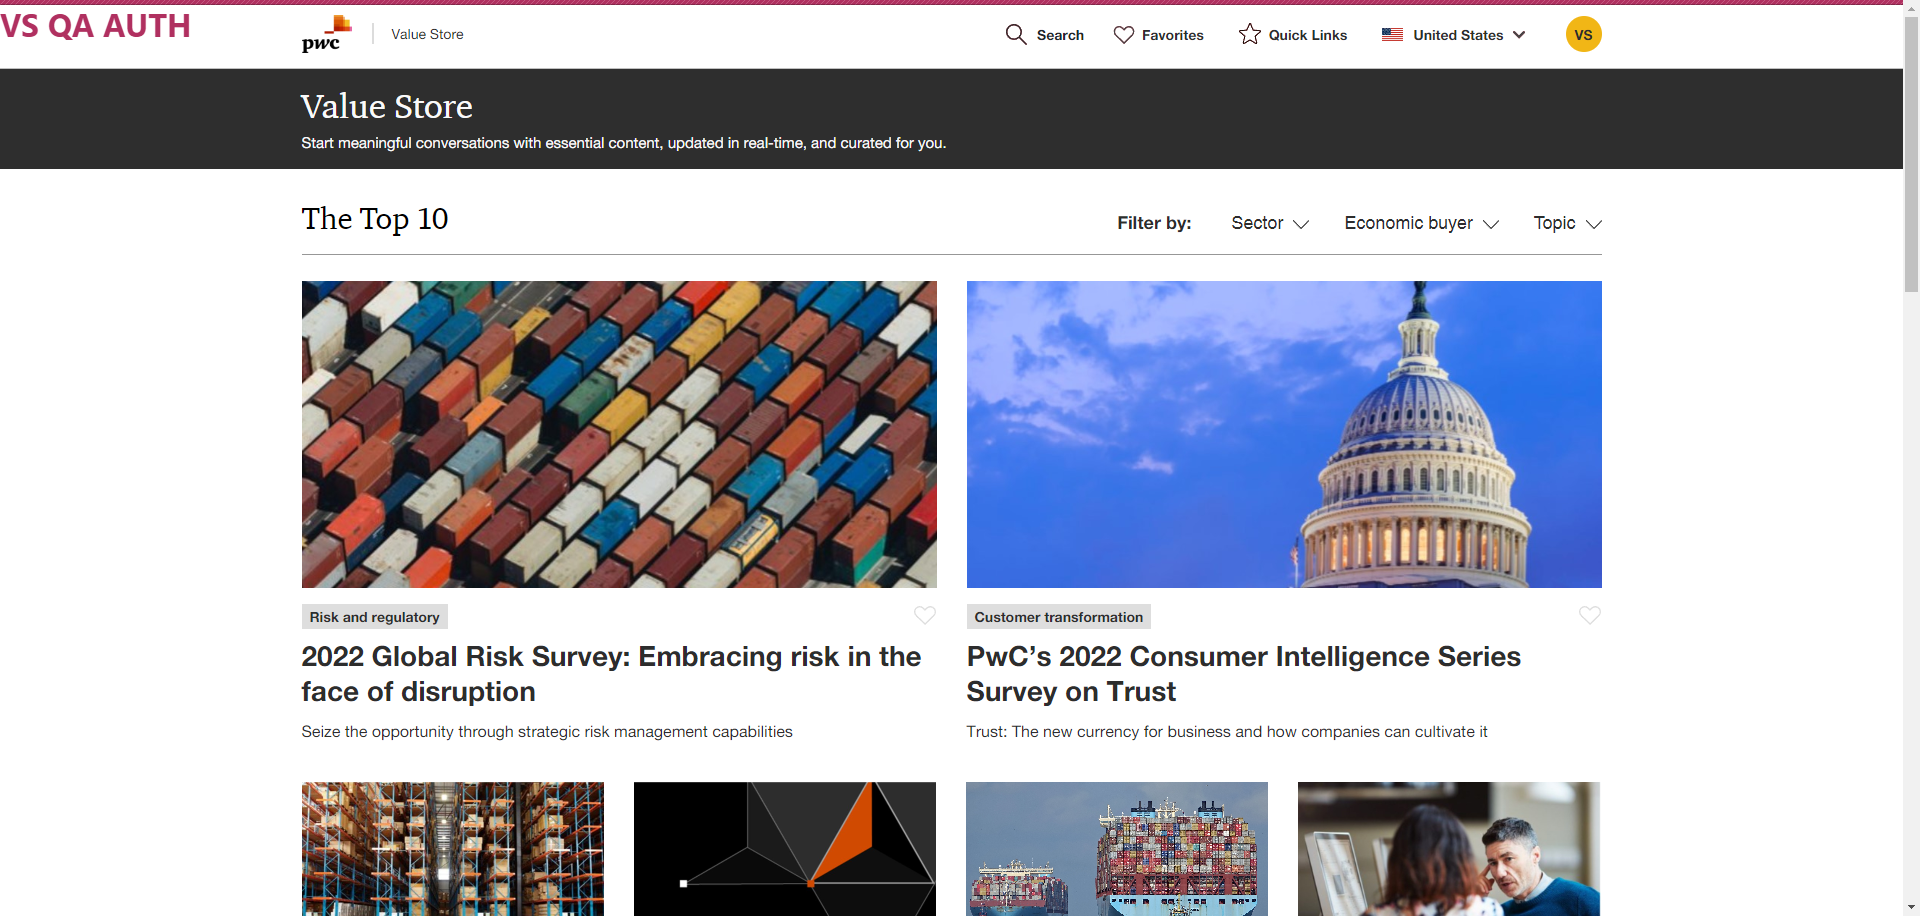 VS QA AUTH
pwc
Value Store
Search
Favorites
Quick Links
United States
VS
Value Store
Start meaningful conversations with essential content, updated in real-time, and curated for you.
The Top 10
Filter by:
Sector
Economic buyer
Topic
Risk and regulatory
2022 Global Risk Survey: Embracing risk in the
face of disruption
Seize the opportunity through strategic risk management capabilities
Customer transformation
PwC’s 2022 Consumer Intelligence Series
Survey on Trust
Trust: The new currency for business and how companies can cultivate it